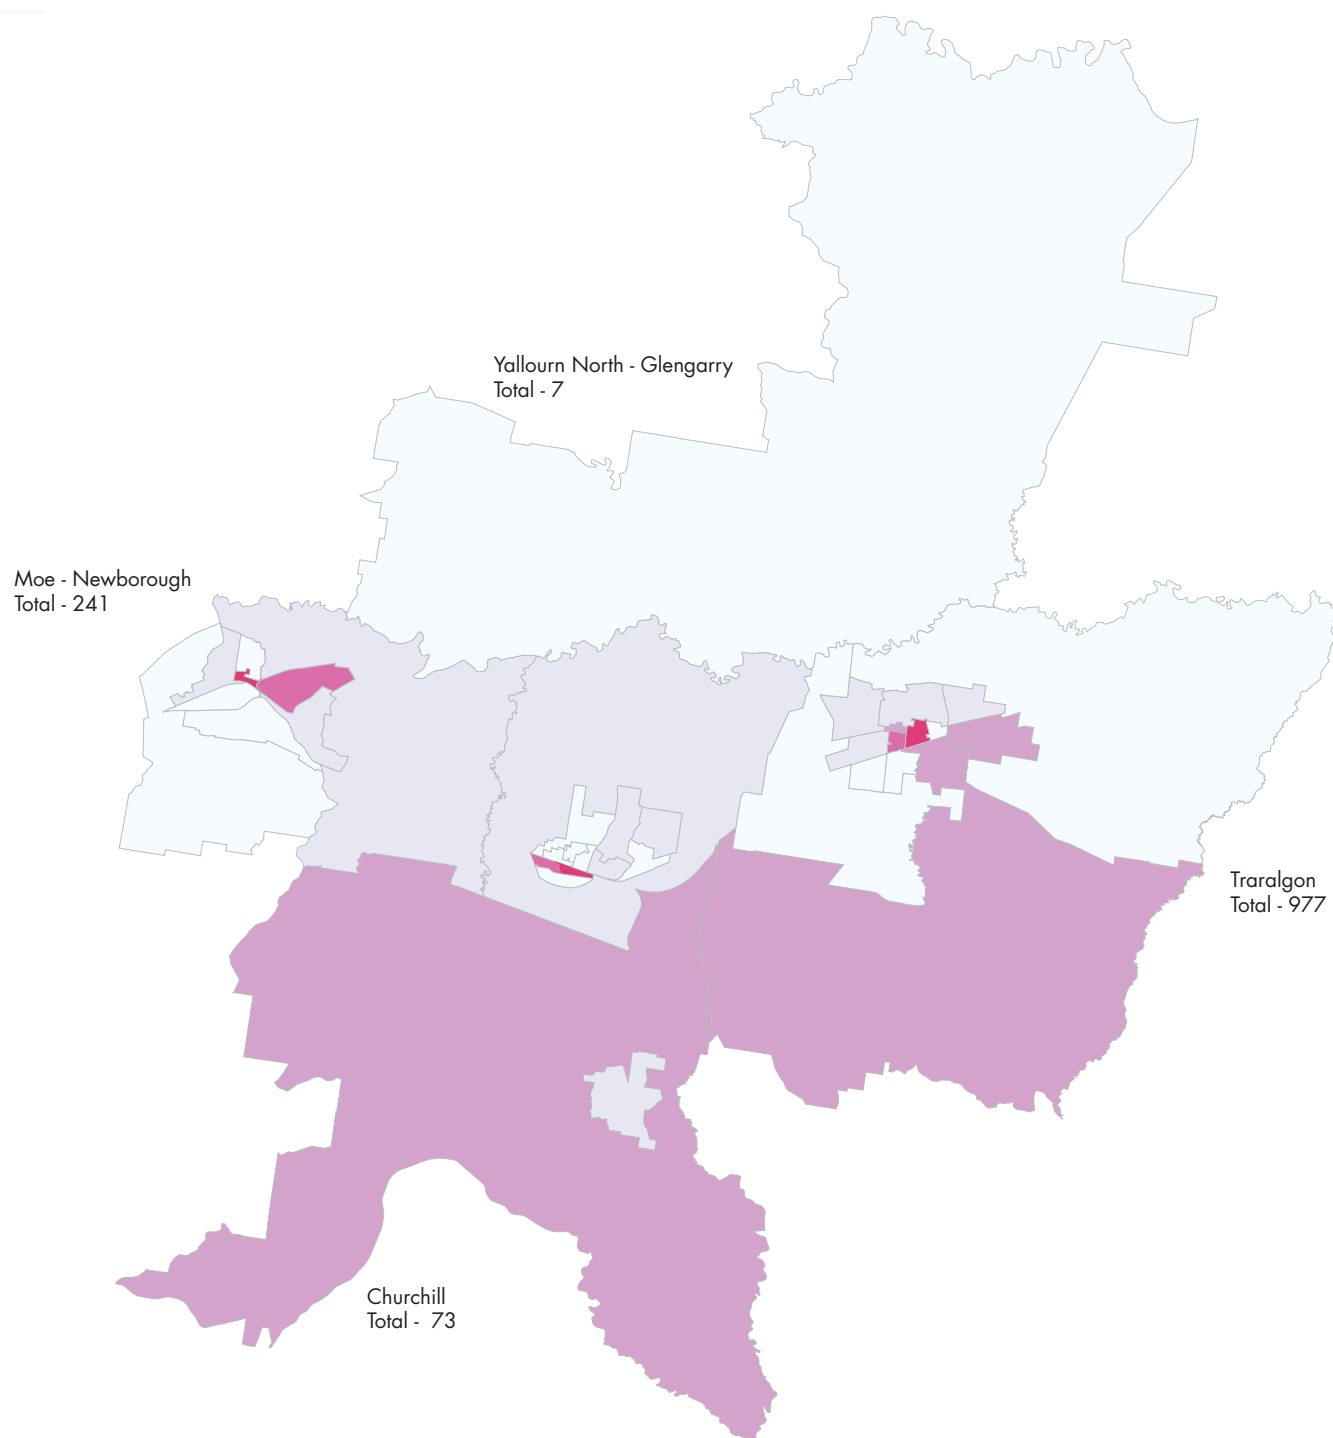 Yallourn North - Glengarry
Total - 7
Moe - Newborough
Total - 241
Traralgon
Total - 977
Churchill
Total - 73